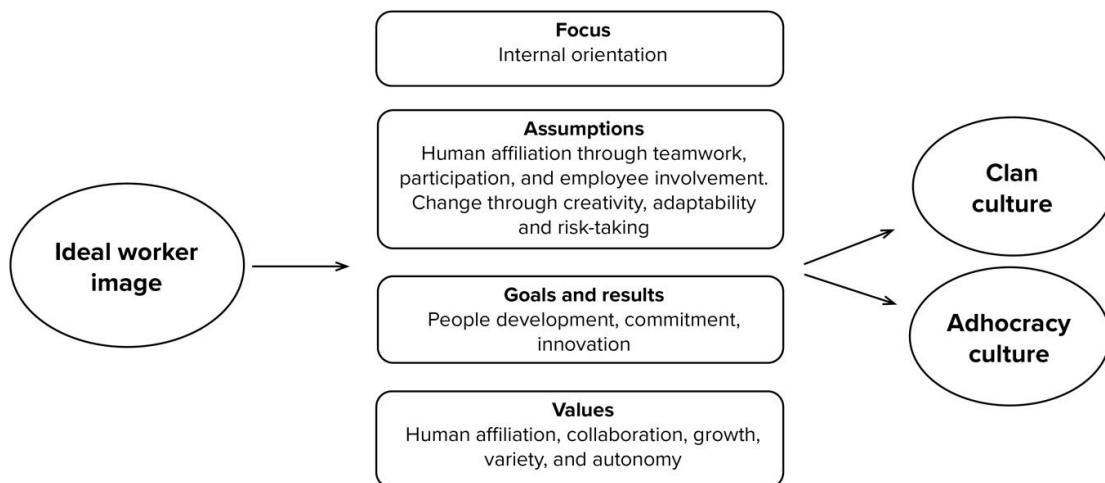 Ideal worker
image
Focus
Internal orientation
Assumptions
Human affiliation through teamwork,
participation, and employee involvement.
Change through creativity, adaptability
and risk-taking
Goals and results
People development, commitment,
innovation
Values
Human affiliation, collaboration, growth,
variety, and autonomy
Clan
culture
Adhocracy
culture